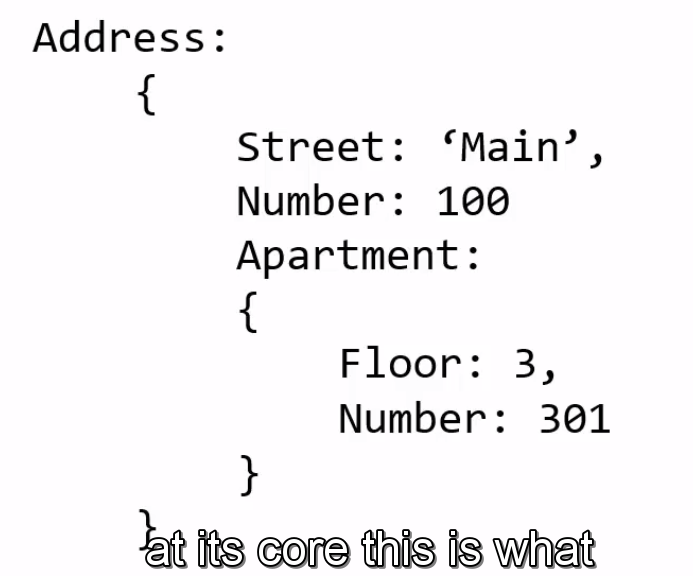 Address:
{
Street: ‘Main’,
Number: 100
Apartment:
{
Floor: 3,
Number: 301
}
}
at its core this is what